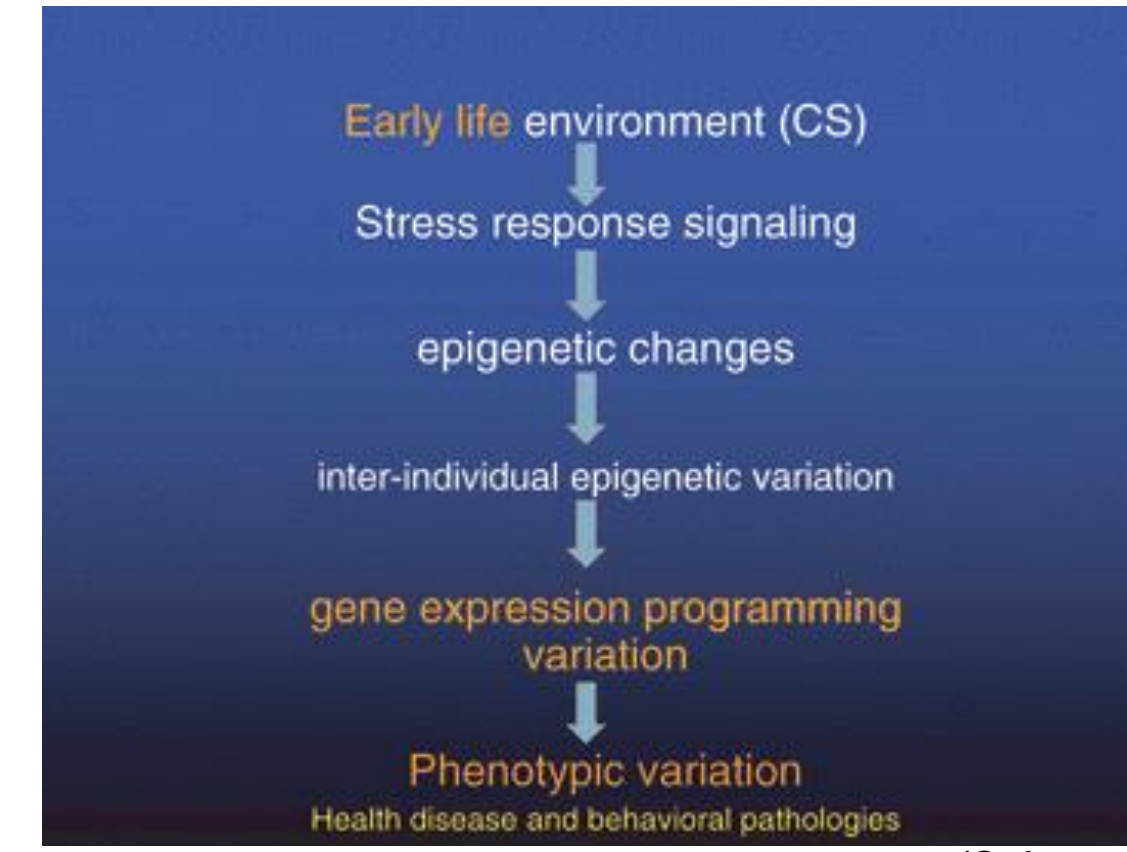 Early life environment (CS)
Stress response signaling
epigenetic changes
inter-individual epigenetic variation
gene expression programming
variation
Phenotypic variation
Health disease and behavioral pathologies